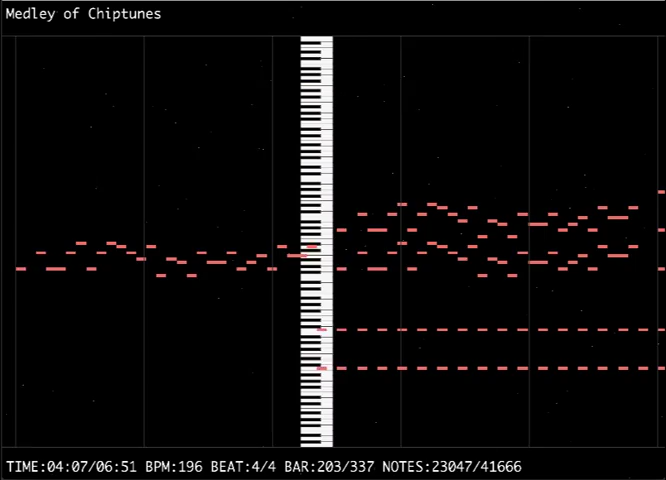 Medley of Chiptunes
TIME:04:07/06:51 BPM:196 BEAT:4/4 BAR:203/337 NOTES:23047/41666